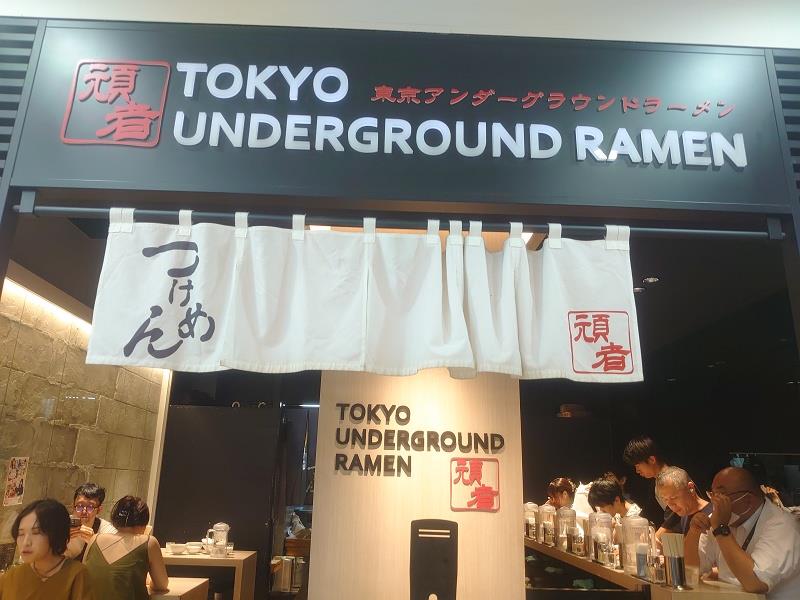 頑者
TOKYO
東京アンダーグラウンドラーメン
UNDERGROUND RAMEN
つけめん
頑者
TOKYO
UNDERGROUND
RAMEN
頑者